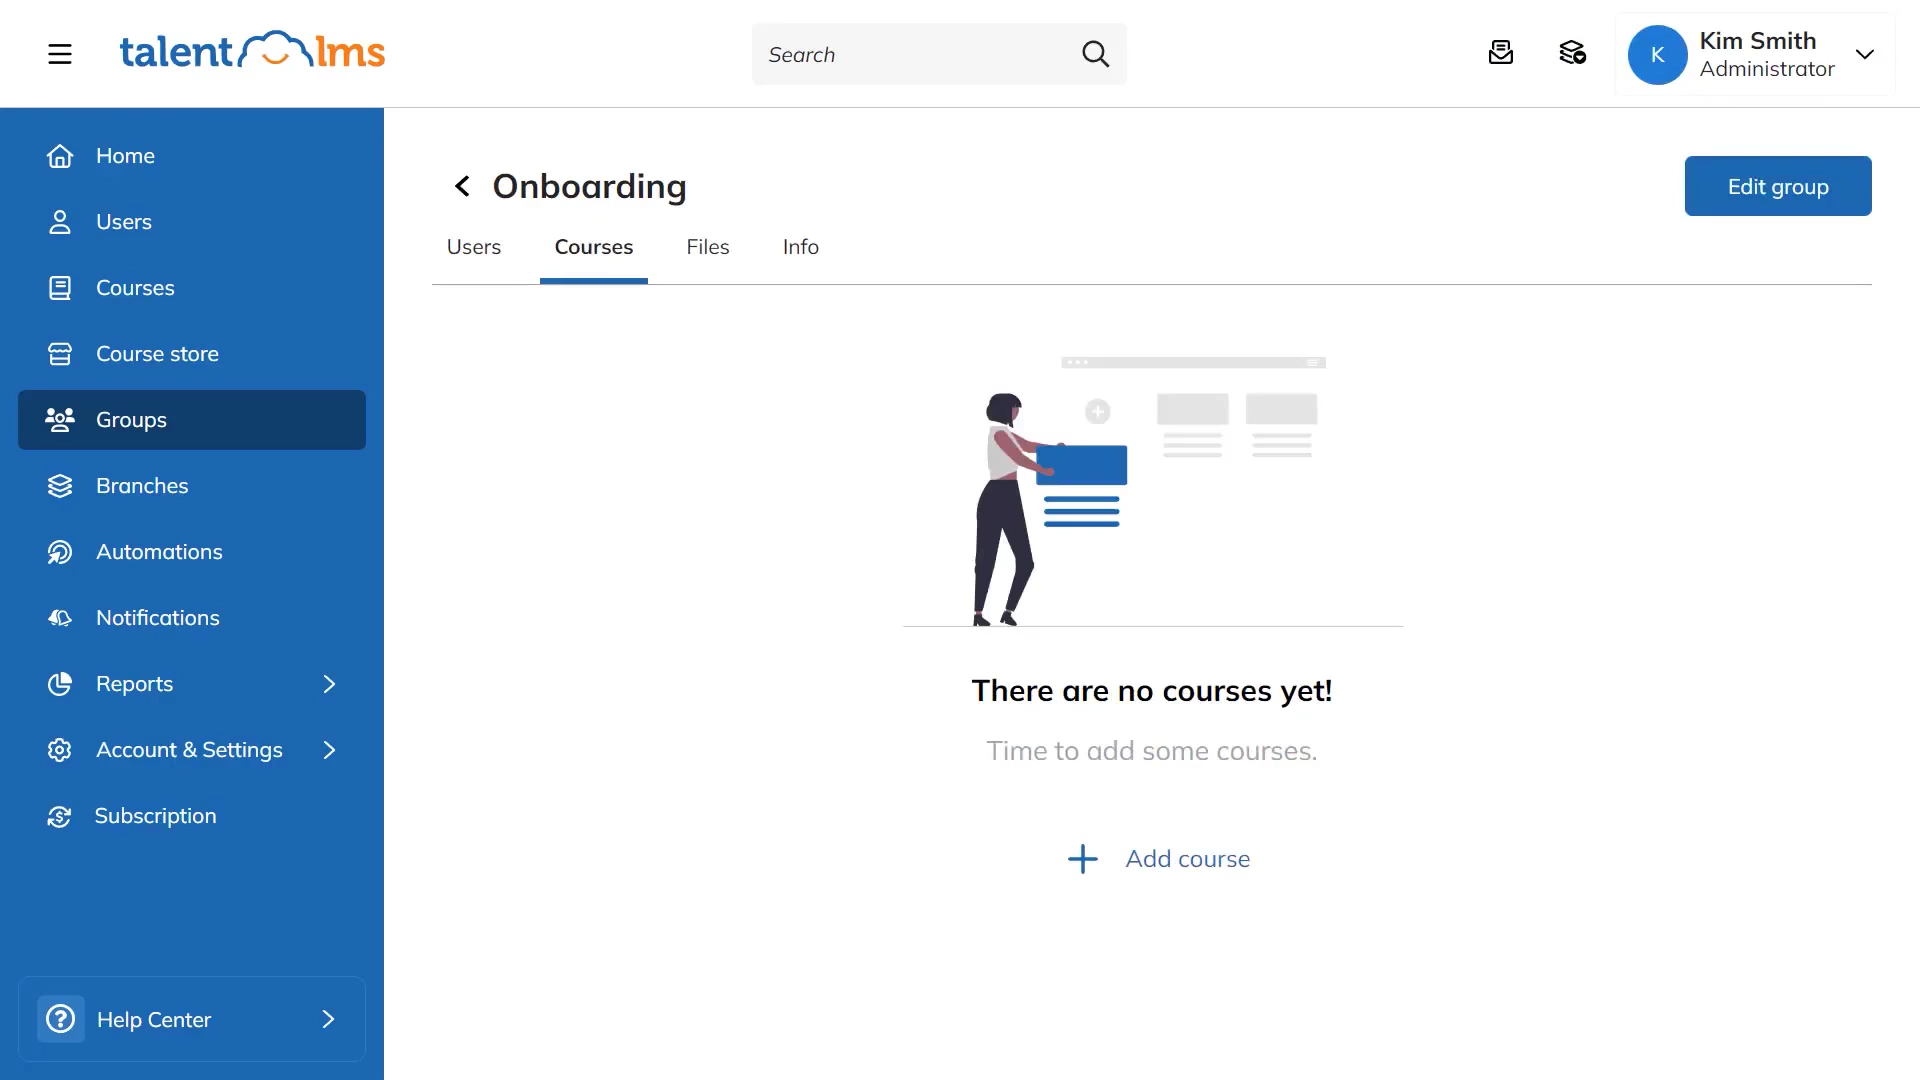 talentlms
Search
K
Kim Smith
Administrator
Home
Users
Courses
Course store
Groups
Branches
Automations
Notifications
Reports
Account & Settings
Subscription
Help Center
Onboarding
Edit group
Users
Courses
Files
Info
There are no courses yet!
Time to add some courses.
Add course